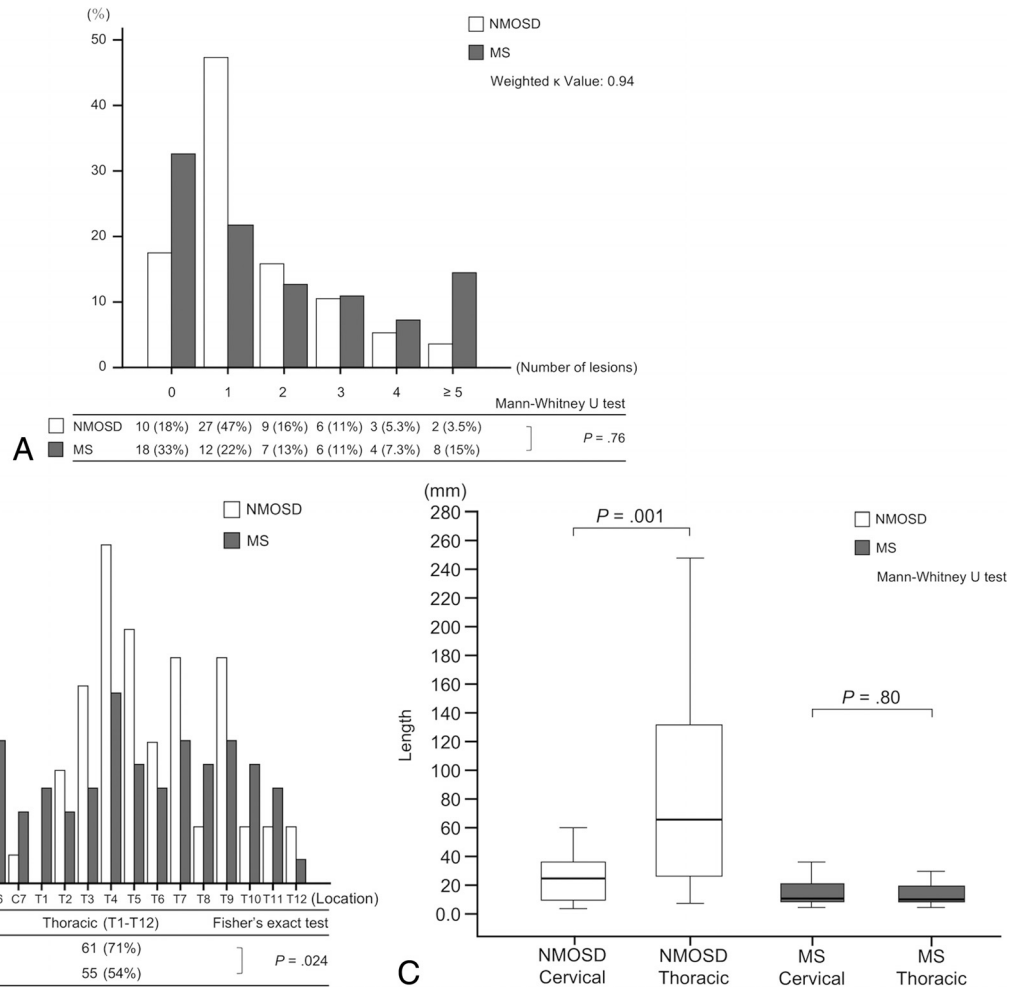 (%)
NMOSD
MS
Weighted κ Value: 0.94
50
40
30
20
10
0
(Number of lesions)
0 1 2 3 4 ≥ 5
Mann-Whitney U test
NMOSD 10 (18%) 27 (47%) 9 (16%) 6 (11%) 3 (5.3%) 2 (3.5%)
P = .76
MS 18 (33%) 12 (22%) 7 (13%) 6 (11%) 4 (7.3%) 8 (15%)
A
NMOSD
MS
C7 T1 T2 T3 T4 T5 T6 T7 T8 T9 T10 T11 T12 (Location)
Thoracic (T1-T12) Fisher's exact test
61 (71%)
P = .024
55 (54%)
(mm)
280
260
240
220
200
180
160
140
120
100
80
60
40
20
0.0
Length
P = .001
NMOSD
MS
Mann-Whitney U test
P = .80
NMOSD Cervical
NMOSD Thoracic
MS Cervical
MS Thoracic
C